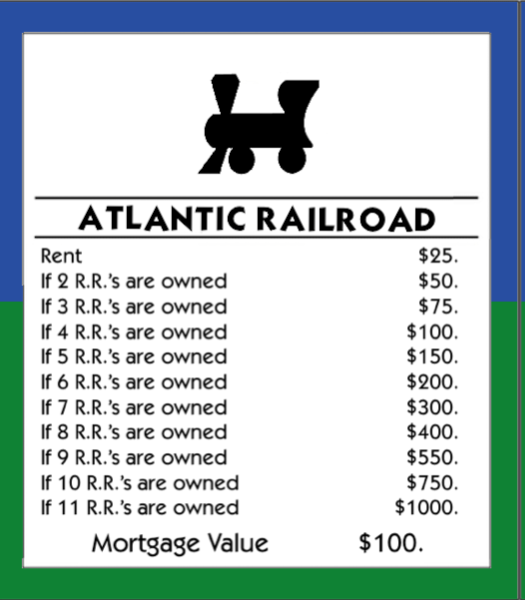 ATLANTIC RAILROAD
Rent $25.
If 2 R.R.'s are owned $50.
If 3 R.R.'s are owned $75.
If 4 R.R.'s are owned $100.
If 5 R.R.'s are owned $150.
If 6 R.R.'s are owned $200.
If 7 R.R.'s are owned $300.
If 8 R.R.'s are owned $400.
If 9 R.R.'s are owned $550.
If 10 R.R.'s are owned $750.
If 11 R.R.'s are owned $1000.
Mortgage Value $100.